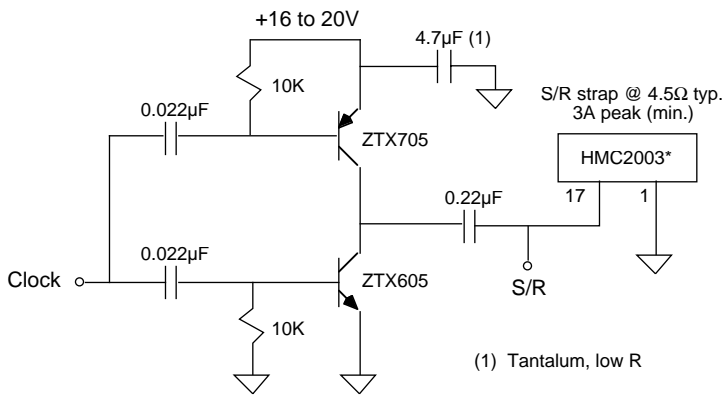 +16 to 20V
4.7µF (1)
10K
S/R strap @ 4.5Ω typ.
3A peak (min.)
0.022µF
ZTX705
HMC2003*
0.22µF
17
1
0.022µF
Clock
ZTX605
S/R
10K
(1) Tantalum, low R